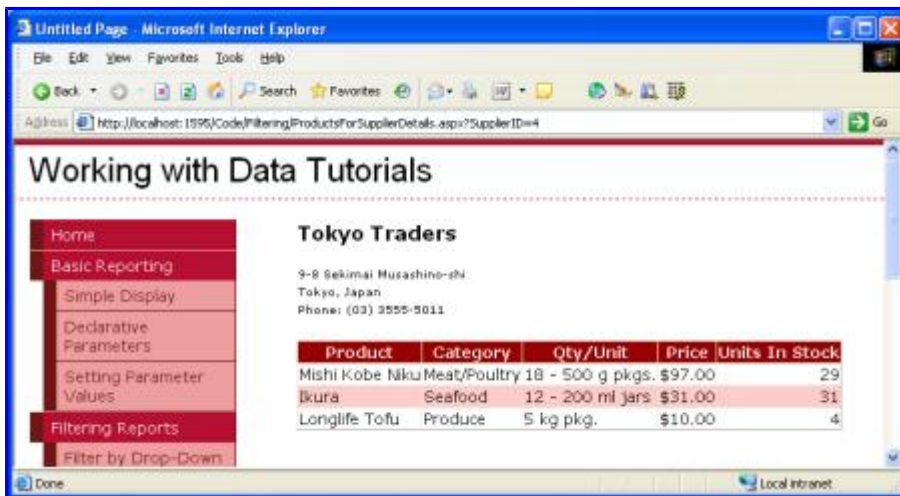 Untitled Page - Microsoft Internet Explorer
File Edit View Favorites Tools Help
Back Search Favorites
Address http://localhost:1595/Code/Filtering/ProductsForSupplierDetails.aspx?SupplierID=4 Go
Working with Data Tutorials
Home
Basic Reporting
Simple Display
Declarative
Parameters
Setting Parameter
Values
Filtering Reports
Filter by Drop-Down
Tokyo Traders
9-8 Sekimai Musashino-shi
Tokyo, Japan
Phone: (03) 3555-5011
Product Category Qty/Unit Price Units In Stock
Mishi Kobe Niku Meat/Poultry 18 - 500 g pkgs. $97.00 29
Ikura Seafood 12 - 200 ml jars $31.00 31
Longlife Tofu Produce 5 kg pkg. $10.00 4
Done Local intranet